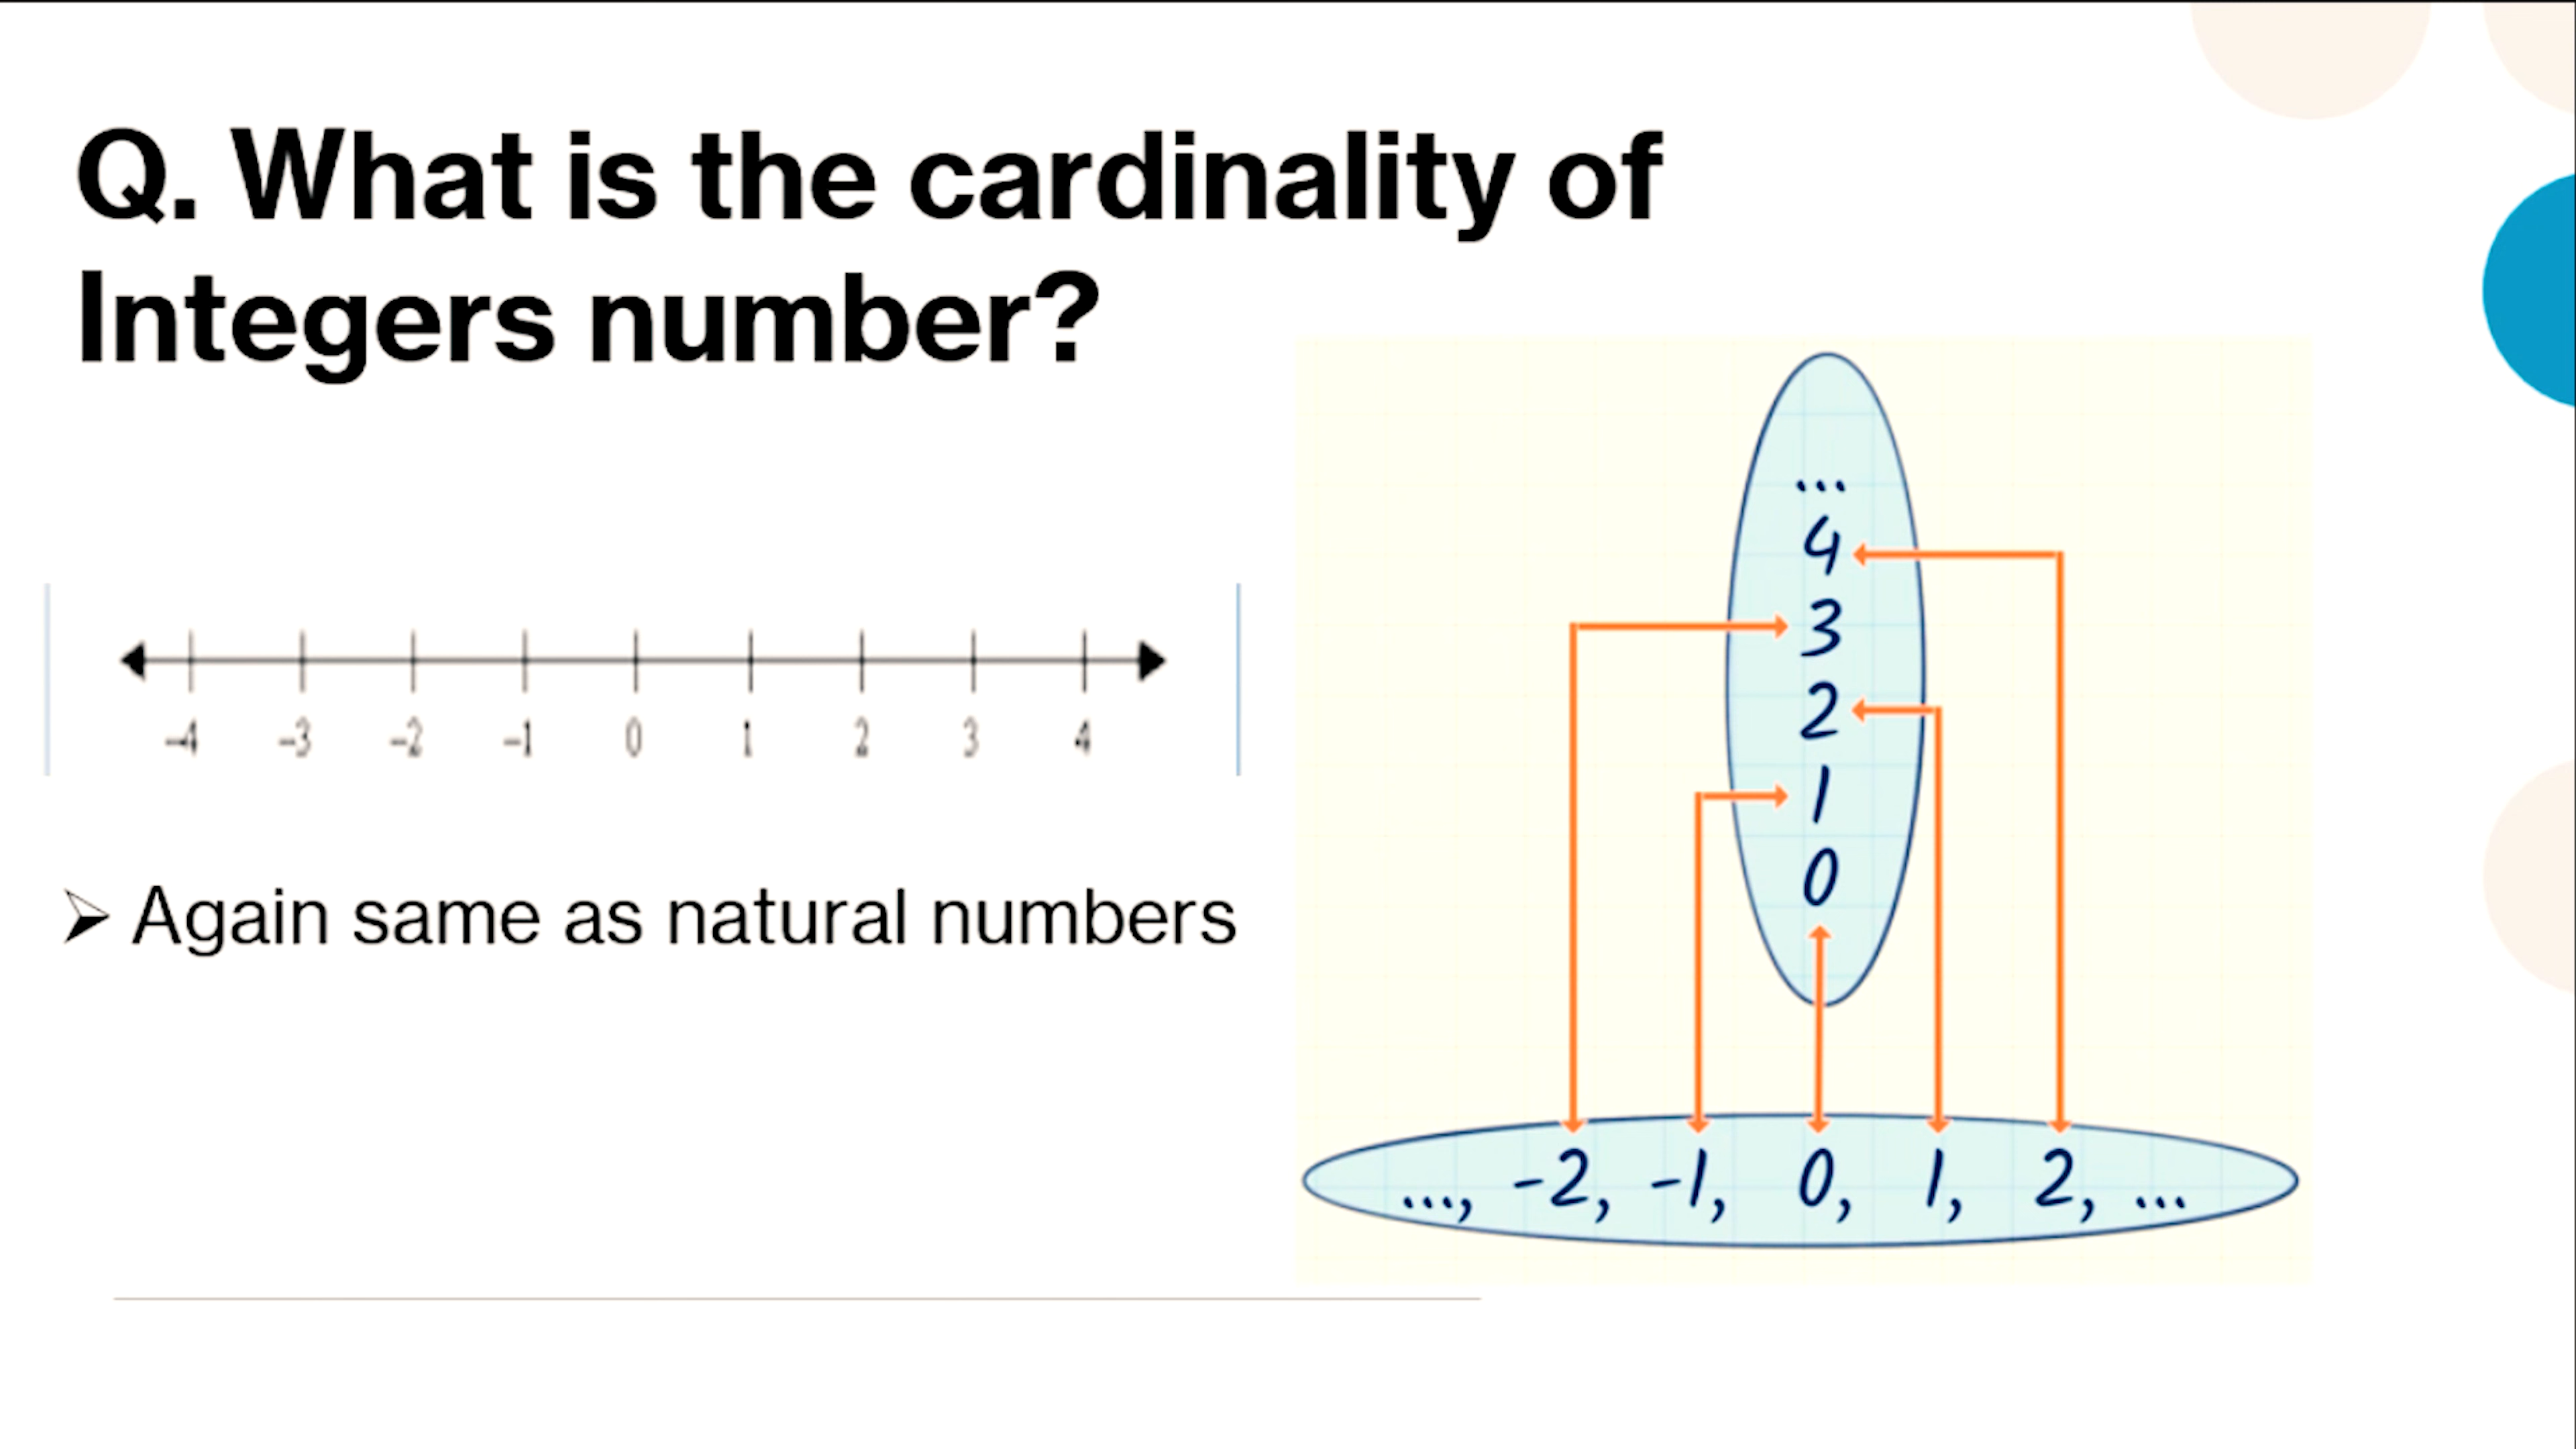 Q. What is the cardinality of
Integers number?
-4 -3 -2 -1 0 1 2 3 4
➢ Again same as natural numbers
...
4
3
2
1
0
..., -2, -1, 0, 1, 2, ...